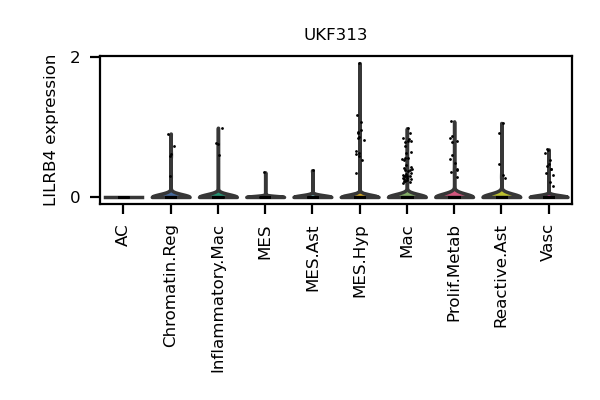 UKF313
LILRB4 expression
2
0
AC
Chromatin.Reg
Inflammatory.Mac
MES
MES.Ast
MES.Hyp
Mac
Prolif.Metab
Reactive.Ast
Vasc